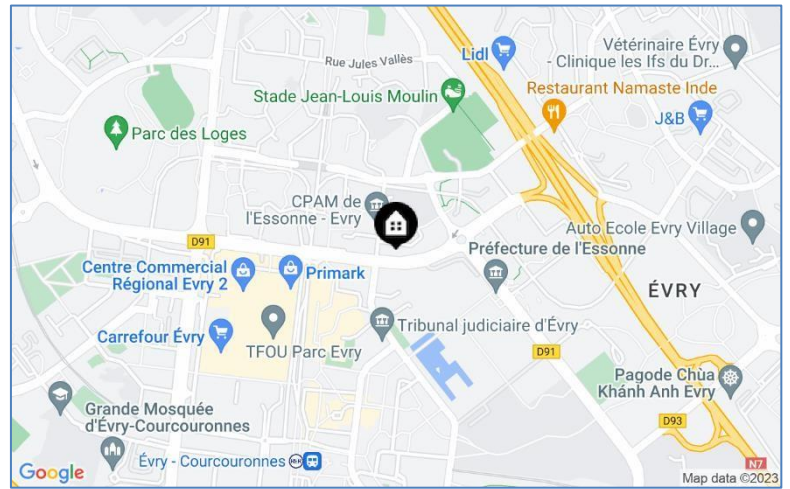 Rue Jules Vallès
Lidl
Vétérinaire Évry
- Clinique les Ifs du Dr...
Stade Jean-Louis Moulin
Restaurant Namaste Inde
J&B
Parc des Loges
CPAM de
l'Essonne - Evry
D91
Auto Ecole Evry Village
Préfecture de l'Essonne
Centre Commercial
Régional Evry 2
Primark
ÉVRY
Carrefour Évry
TFOU Parc Evry
Tribunal judiciaire d'Évry
D91
Pagode Chùa
Khánh Anh Evry
Grande Mosquée
d'Évry-Courcouronnes
D93
Évry - Courcouronnes
N7
Google
Map data ©2023